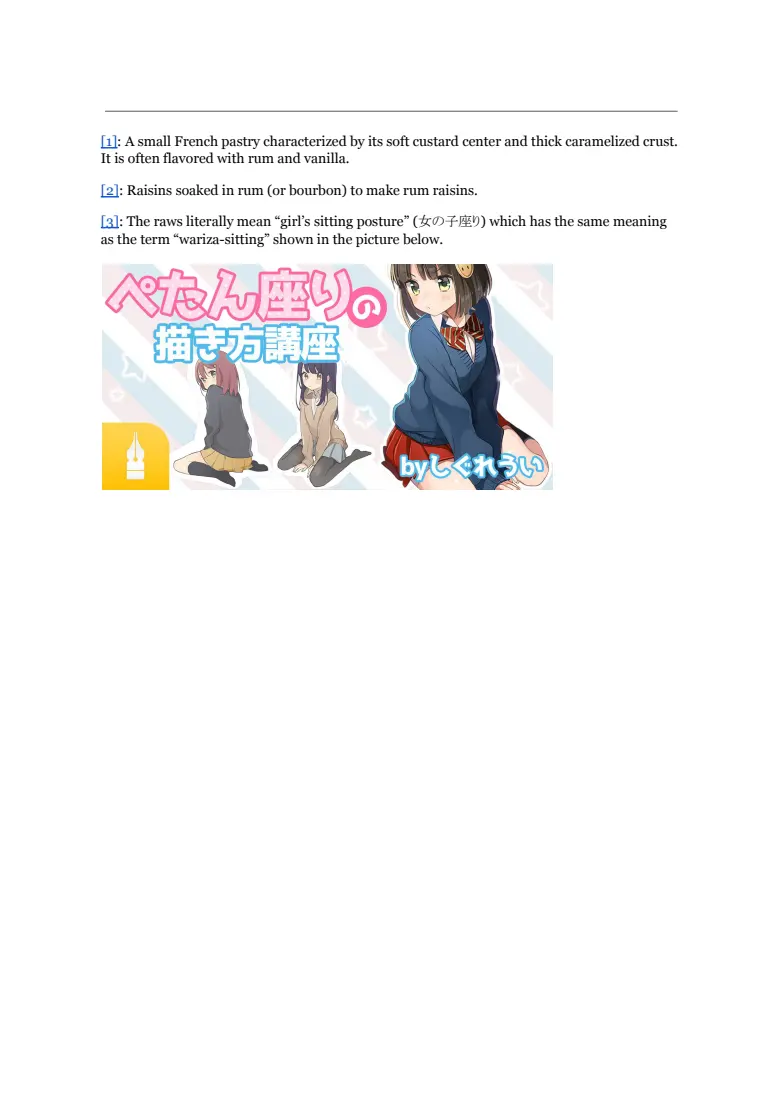 [1]: A small French pastry characterized by its soft custard center and thick caramelized crust.
It is often flavored with rum and vanilla.
[2]: Raisins soaked in rum (or bourbon) to make rum raisins.
[3]: The raws literally mean “girl’s sitting posture” (女の子座り) which has the same meaning
as the term “wariza-sitting” shown in the picture below.
ぺたん座りの
描き方講座
byしぐれうい